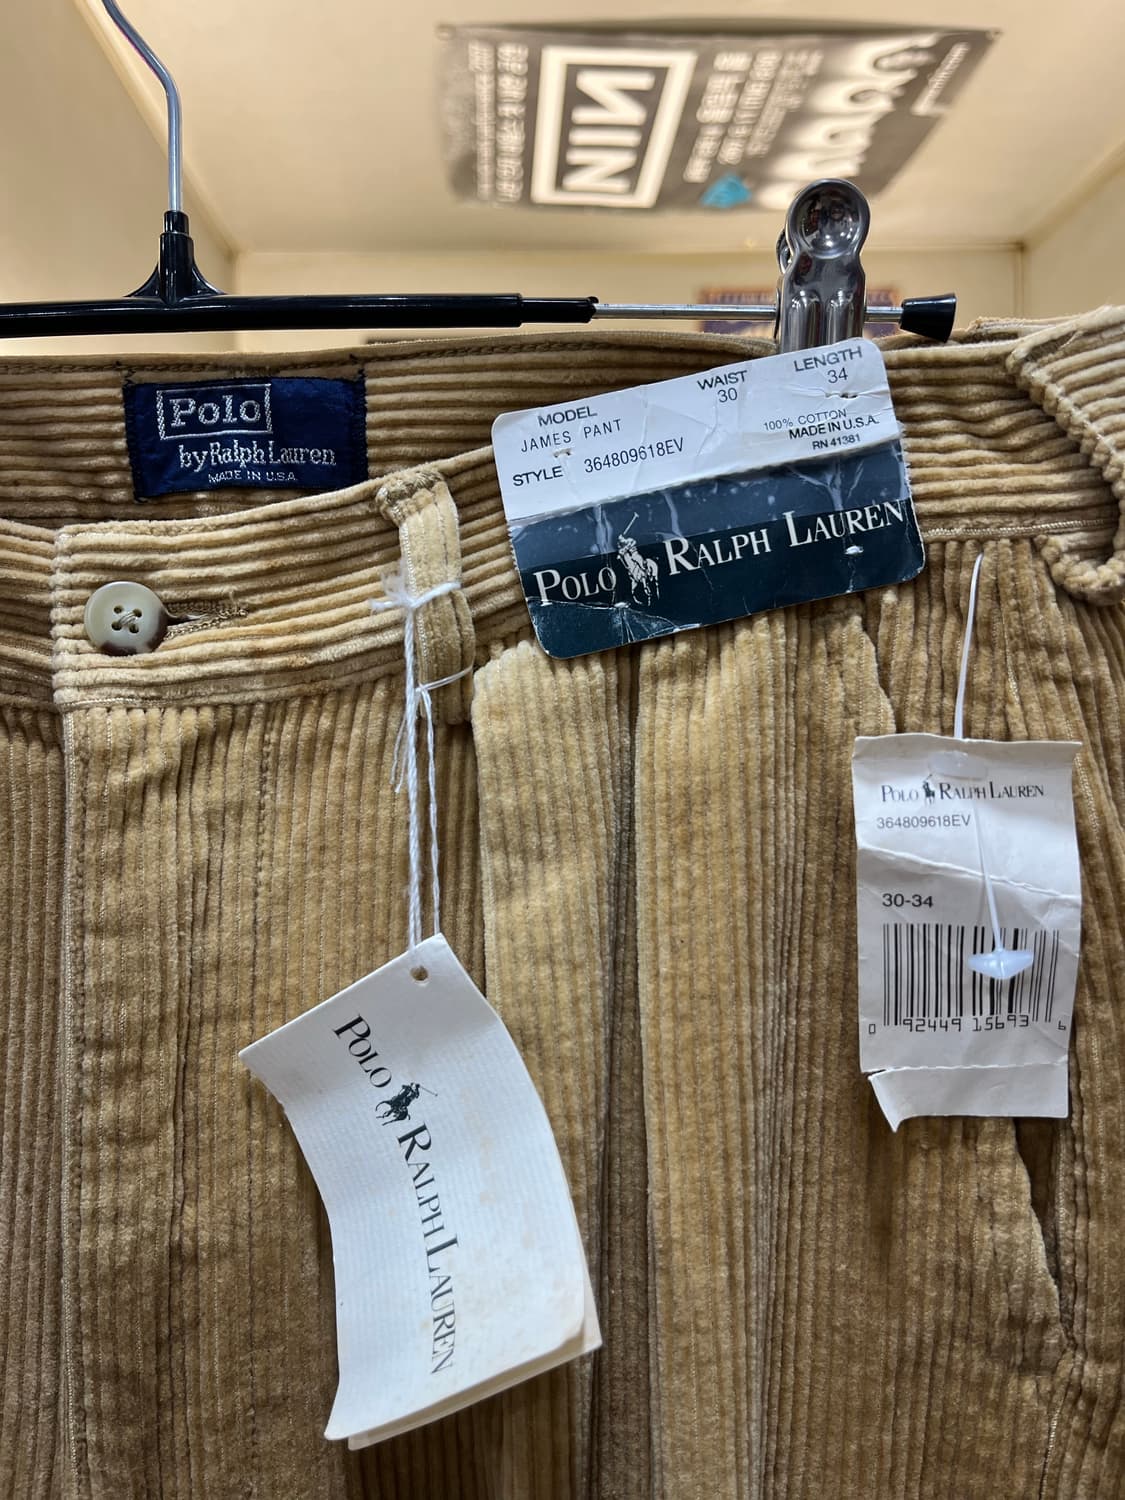 NIN
Polo
by Ralph Lauren
MADE IN U.S.A.
MODEL
JAMES PANT
WAIST
30
LENGTH
34
STYLE 364809618EV
100% COTTON
MADE IN U.S.A.
RN 41381
POLO RALPH LAUREN
POLO RALPH LAUREN
364809618EV
30-34
0 92449 15693 6
POLO RALPH LAUREN